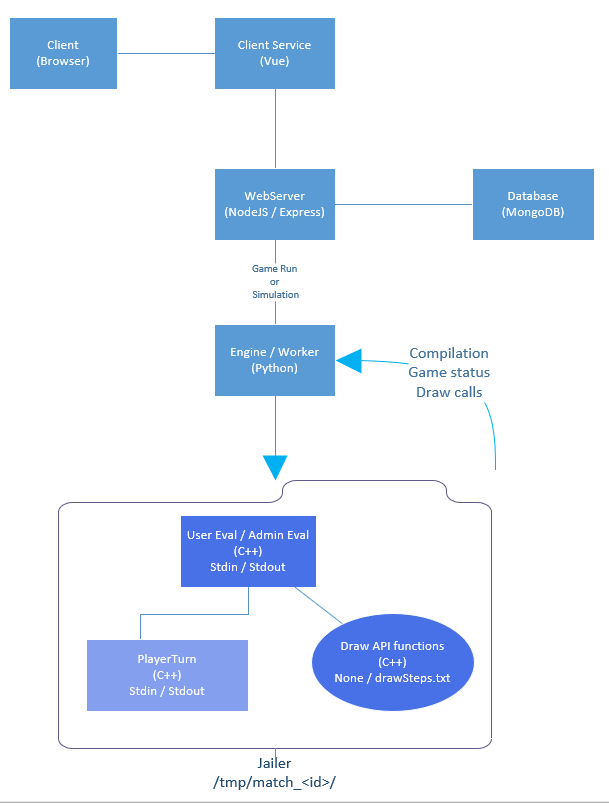 Client
(Browser)
Client Service
(Vue)
WebServer
(NodeJS / Express)
Database
(MongoDB)
Game Run
or
Simulation
Engine / Worker
(Python)
Compilation
Game status
Draw calls
User Eval / Admin Eval
(C++)
Stdin / Stdout
PlayerTurn
(C++)
Stdin / Stdout
Draw API functions
(C++)
None / drawSteps.txt
Jailer
/tmp/match_<id>/